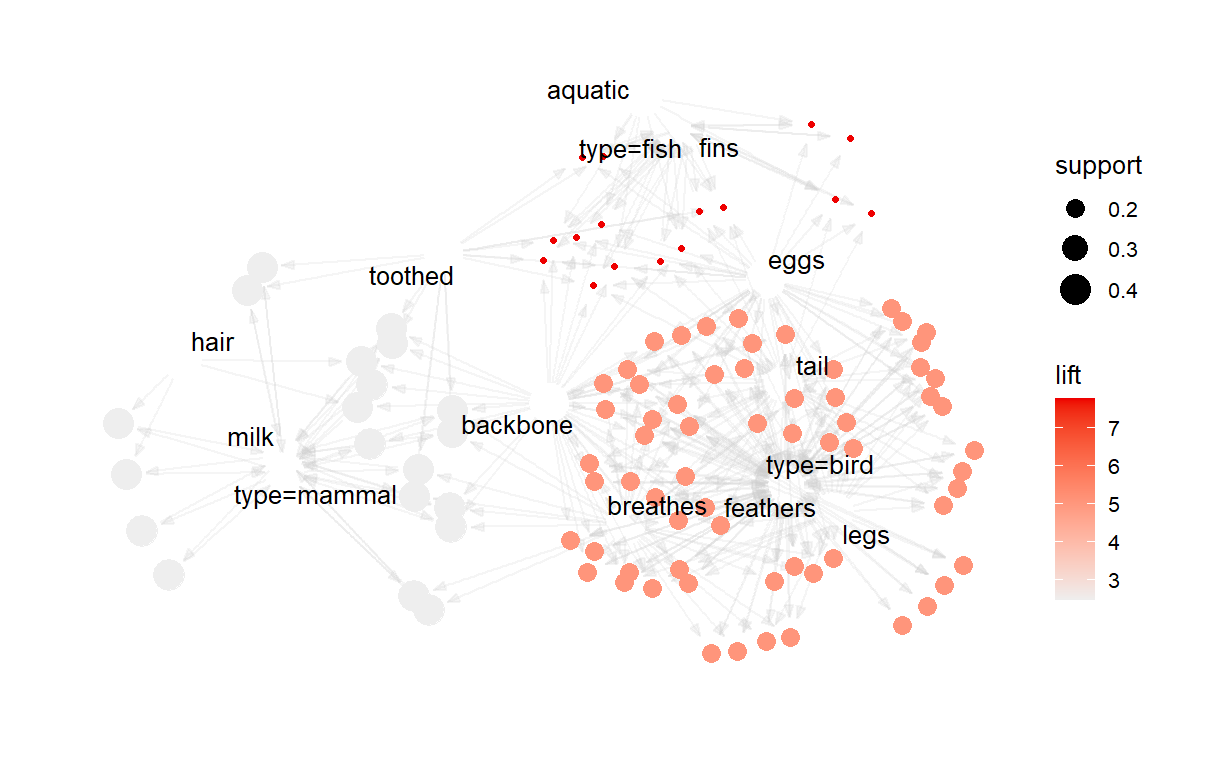 aquatic
type=fish
fins
toothed
eggs
hair
tail
milk
backbone
type=mammal
type=bird
breathes
feathers
legs
support
0.2
0.3
0.4
lift
7
6
5
4
3